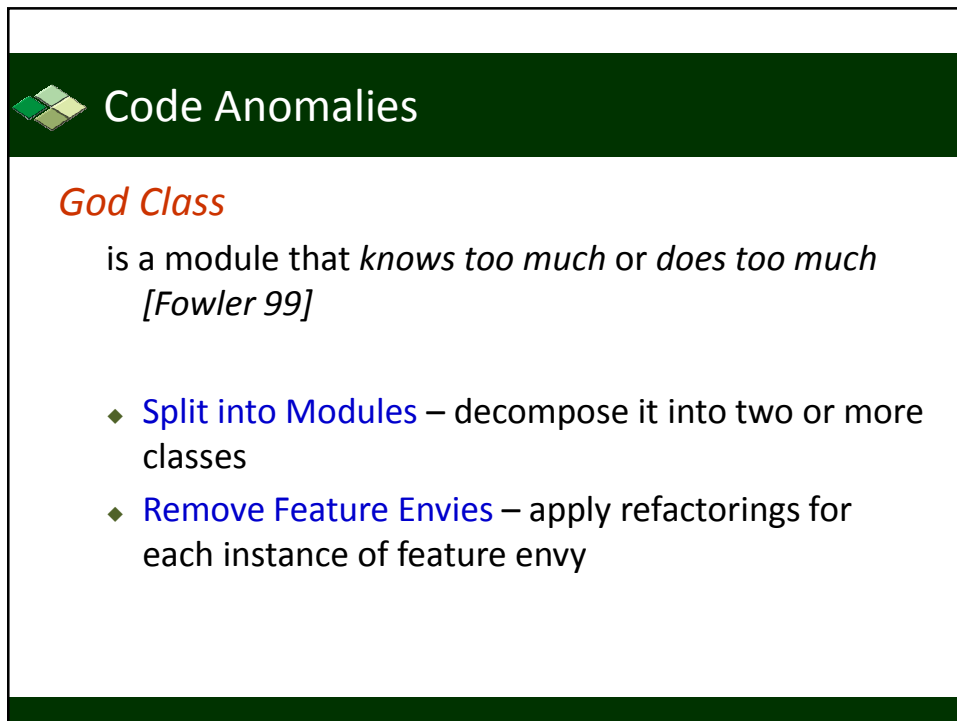 Code Anomalies
God Class
is a module that knows too much or does too much
[Fowler 99]
◆ Split into Modules – decompose it into two or more
classes
◆ Remove Feature Envies – apply refactorings for
each instance of feature envy